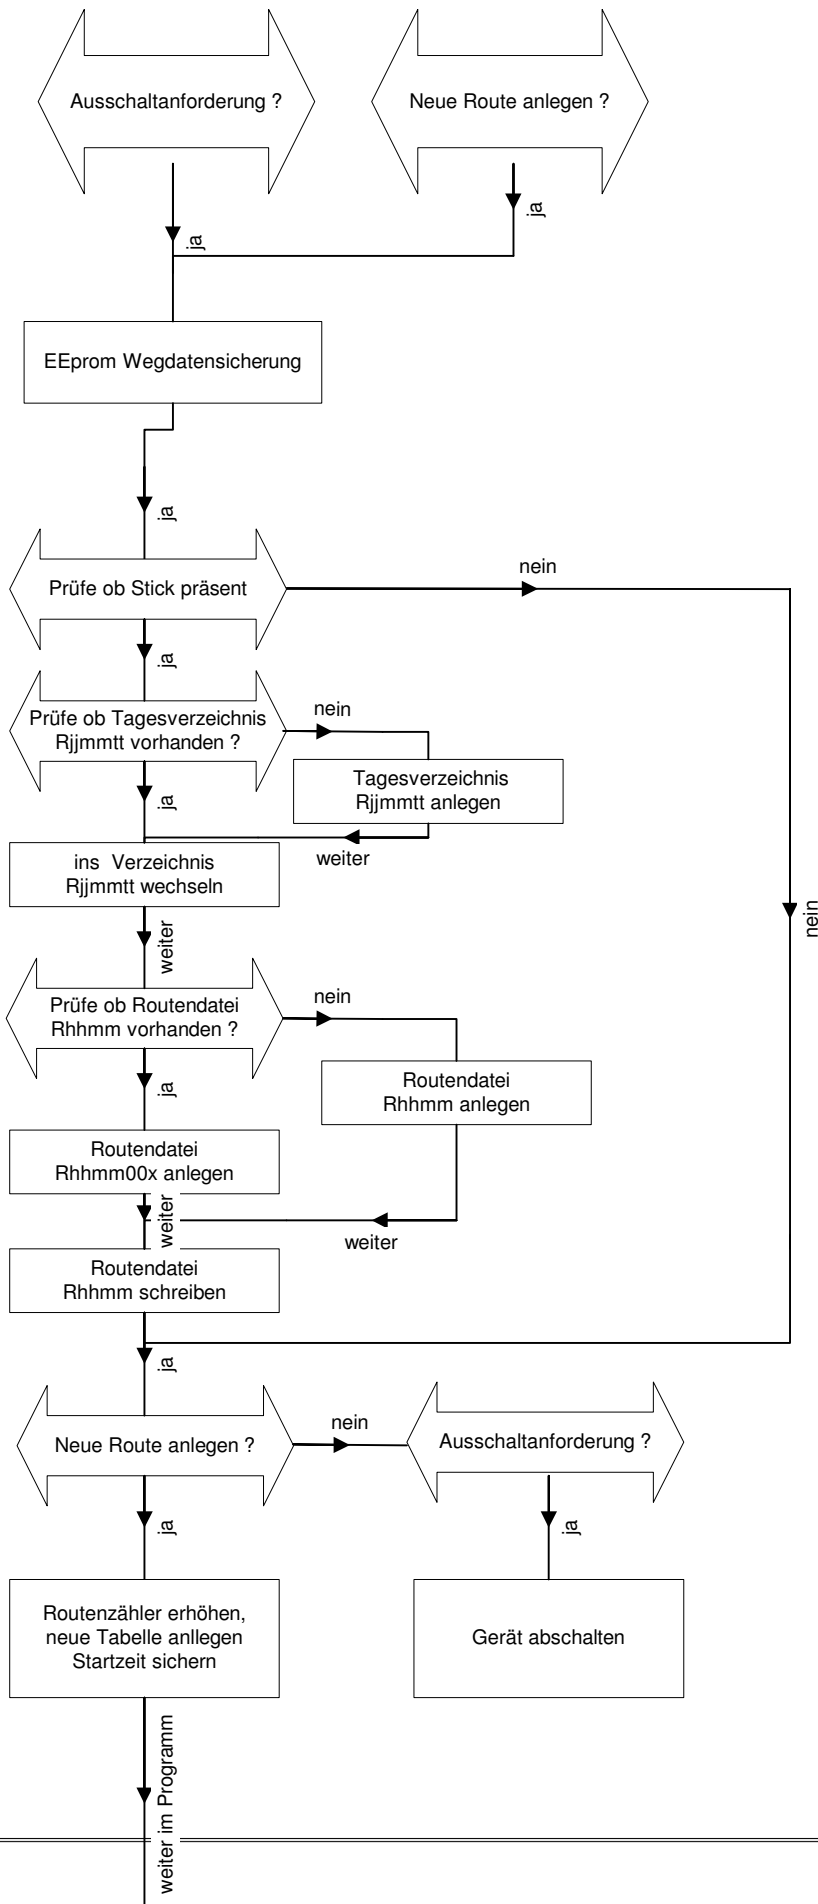 Ausschaltanforderung ?
Neue Route anlegen ?
ja
ja
EEprom Wegdatensicherung
ja
Prüfe ob Stick präsent
nein
ja
Prüfe ob Tagesverzeichnis
Rjjmmtt vorhanden ?
nein
Tagesverzeichnis
Rjjmmtt anlegen
ja
weiter
ins Verzeichnis
Rjjmmtt wechseln
nein
weiter
Prüfe ob Routendatei
Rhhmm vorhanden ?
nein
Routendatei
Rhhmm anlegen
ja
Routendatei
Rhhmm00x anlegen
weiter
weiter
Routendatei
Rhhmm schreiben
ja
Neue Route anlegen ?
nein
Ausschaltanforderung ?
ja
ja
Routenzähler erhöhen,
neue Tabelle anllegen
Startzeit sichern
Gerät abschalten
weiter im Programm